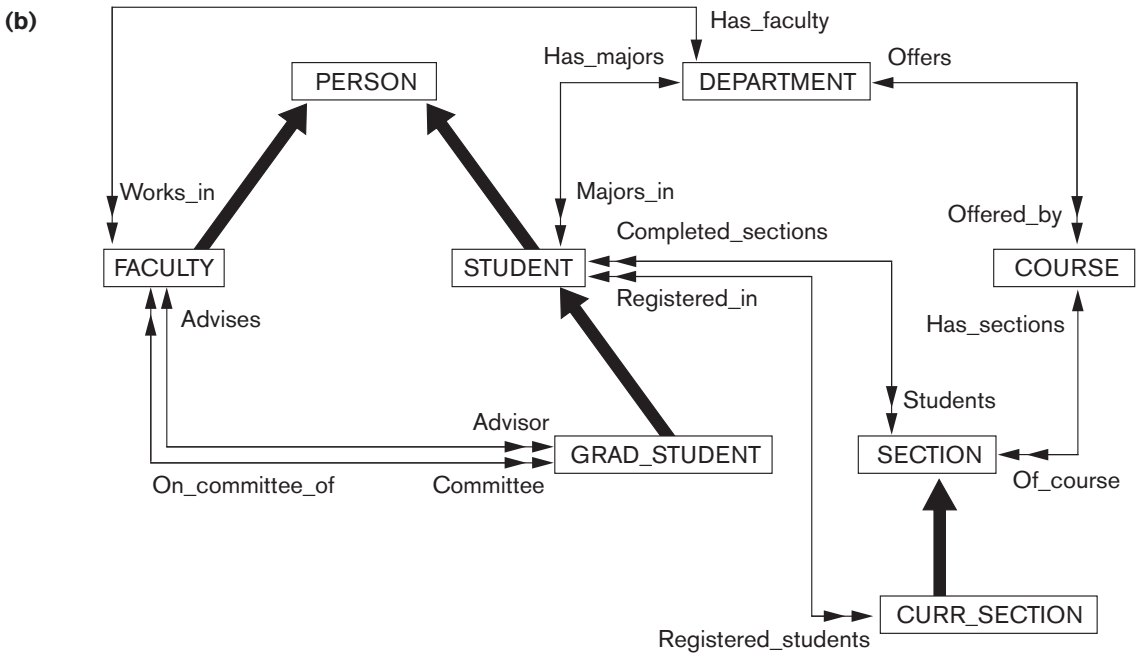 (b)
Has_faculty
Has_majors
Offers
PERSON
DEPARTMENT
Works_in
Majors_in
Offered_by
Completed_sections
FACULTY
STUDENT
COURSE
Registered_in
Advises
Has_sections
Students
Advisor
GRAD_STUDENT
SECTION
On_committee_of
Committee
Of_course
CURR_SECTION
Registered_students